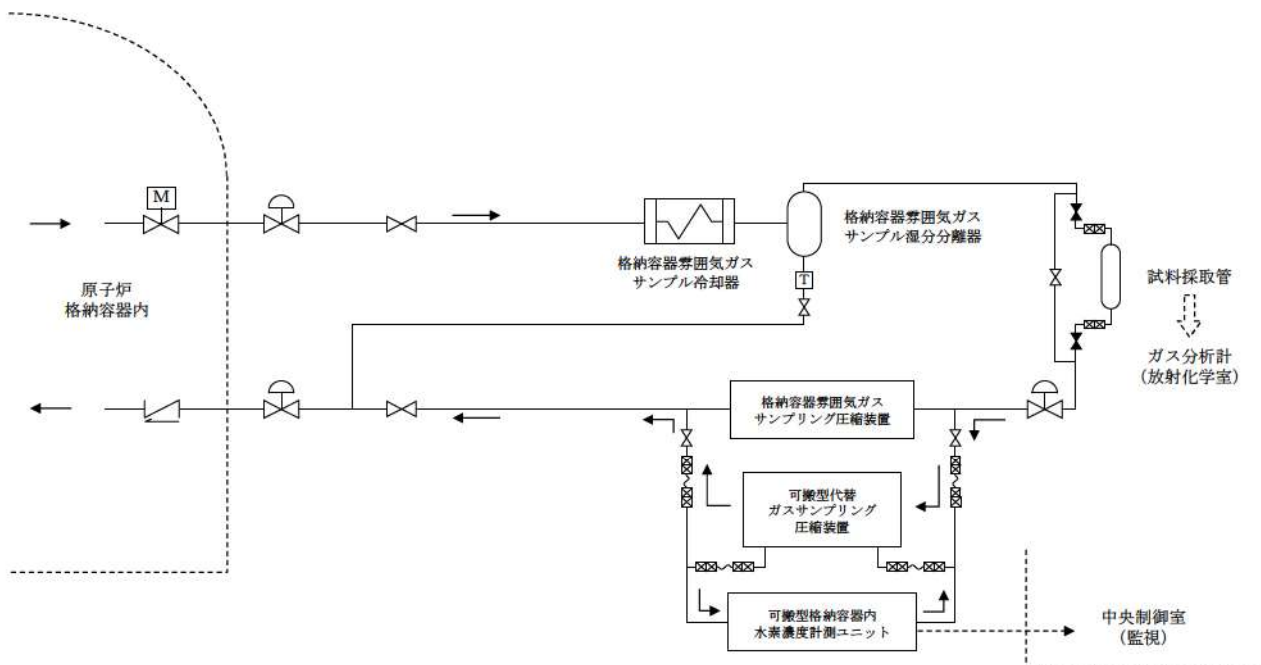 M
格納容器雰囲気ガス
サンプル湿分分離器
格納容器雰囲気ガス
サンプル冷却器
T
試料採取管
原子炉
格納容器内
ガス分析計
（放射化学室）
格納容器雰囲気ガス
サンプリング圧縮装置
可搬型代替
ガスサンプリング
圧縮装置
可搬型格納容器内
水素濃度計測ユニット
中央制御室
（監視）